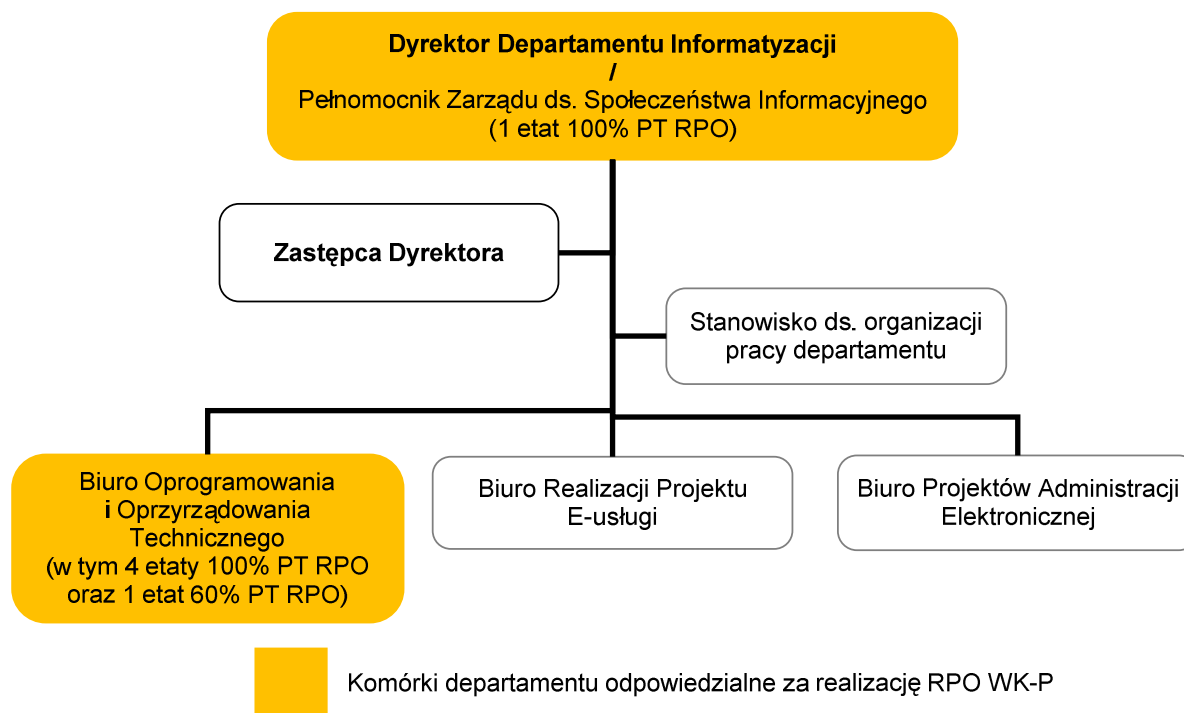 Dyrektor Departamentu Informatyzacji
/
Pełnomocnik Zarządu ds. Społeczeństwa Informacyjnego
(1 etat 100% PT RPO)
Zastępca Dyrektora
Stanowisko ds. organizacji
pracy departamentu
Biuro Oprogramowania
i Oprzyrządowania
Technicznego
(w tym 4 etaty 100% PT RPO
oraz 1 etat 60% PT RPO)
Biuro Realizacji Projektu
E-usługi
Biuro Projektów Administracji
Elektronicznej
Komórki departamentu odpowiedzialne za realizację RPO WK-P